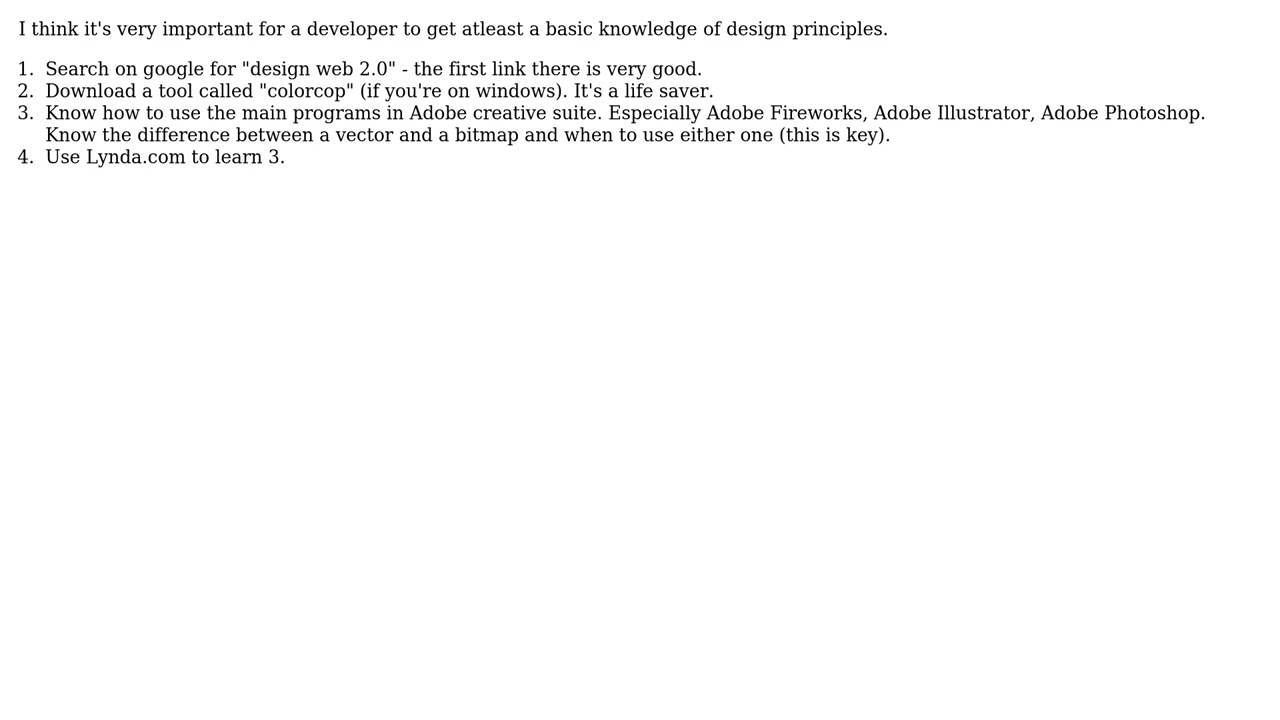 I think it's very important for a developer to get atleast a basic knowledge of design principles.
1. Search on google for "design web 2.0" - the first link there is very good.
2. Download a tool called "colorcop" (if you're on windows). It's a life saver.
3. Know how to use the main programs in Adobe creative suite. Especially Adobe Fireworks, Adobe Illustrator, Adobe Photoshop.
Know the difference between a vector and a bitmap and when to use either one (this is key).
4. Use Lynda.com to learn 3.